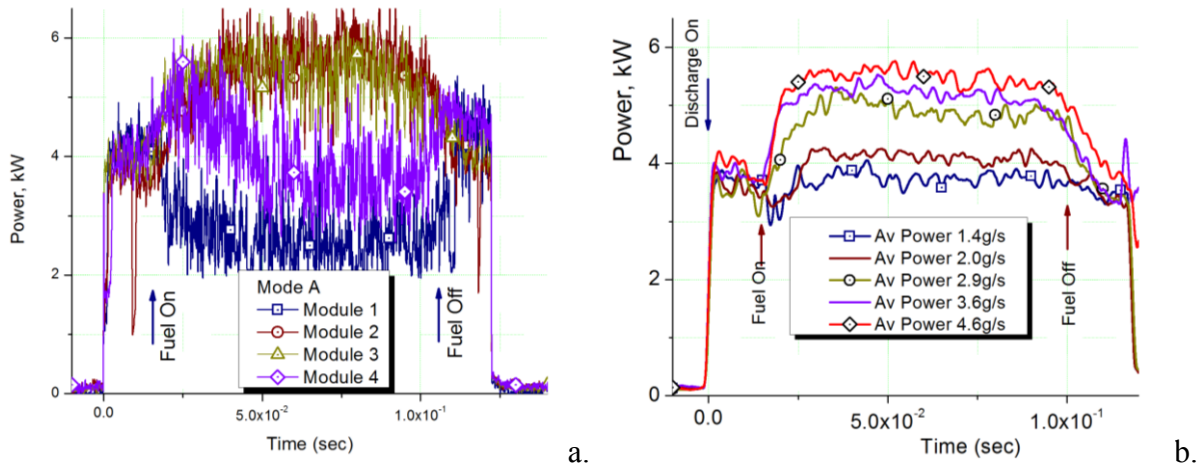 6
4
2
0
Power, kW
Fuel On
Fuel Off
Mode A
Module 1
Module 2
Module 3
Module 4
0.0
5.0x10-2
1.0x10-1
Time (sec)
a.
6
4
2
0
Power, kW
Discharge On
Fuel On
Fuel Off
Av Power 1.4g/s
Av Power 2.0g/s
Av Power 2.9g/s
Av Power 3.6g/s
Av Power 4.6g/s
0.0
5.0x10-2
1.0x10-1
Time (sec)
b.